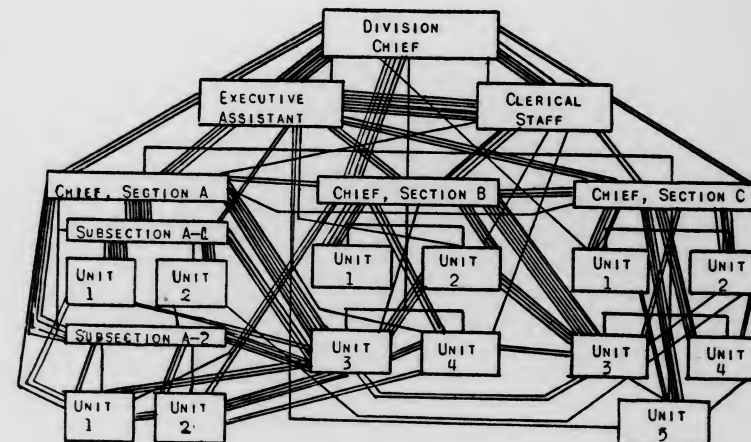 DIVISION
CHIEF
EXECUTIVE
ASSISTANT
CLERICAL
STAFF
CHIEF, SECTION A
CHIEF, SECTION B
CHIEF, SECTION C
SUBSECTION A-1
UNIT
1
UNIT
2
UNIT
1
UNIT
2
UNIT
1
UNIT
2
SUBSECTION A-2
UNIT
3
UNIT
4
UNIT
3
UNIT
4
UNIT
1
UNIT
2
UNIT
5